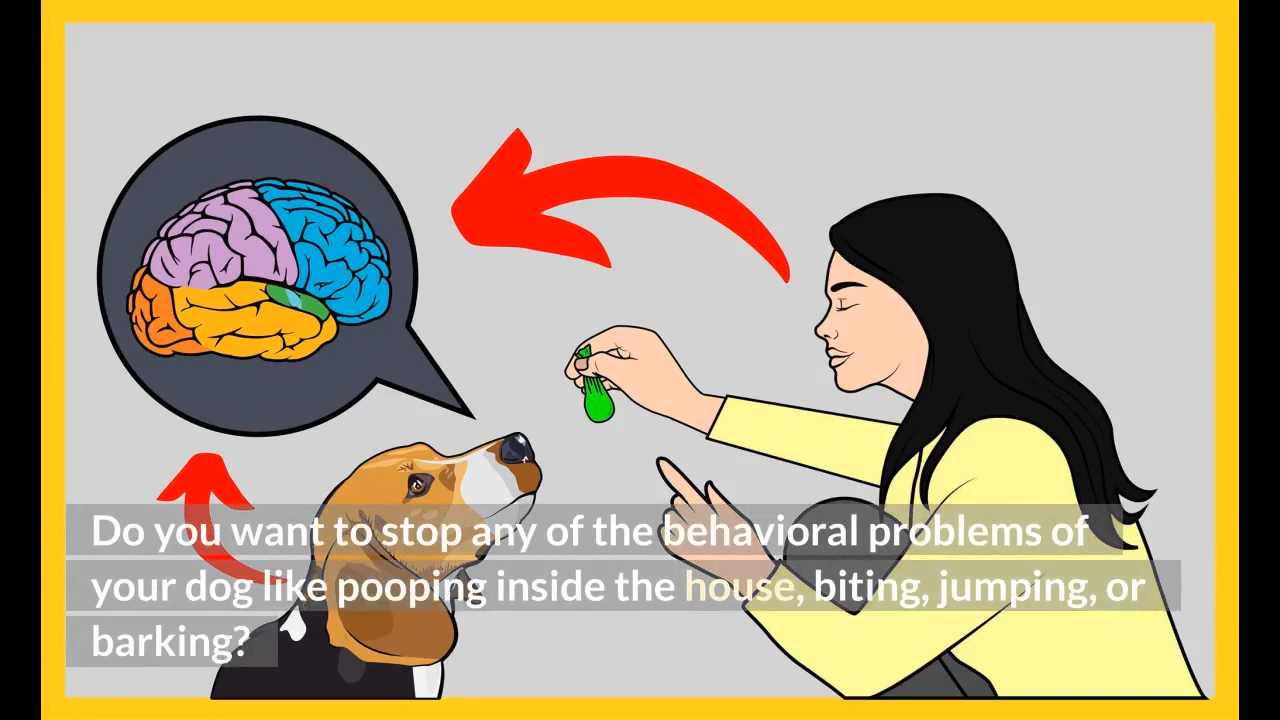 Do you want to stop any of the behavioral problems of
your dog like pooping inside the house, biting, jumping, or
barking?